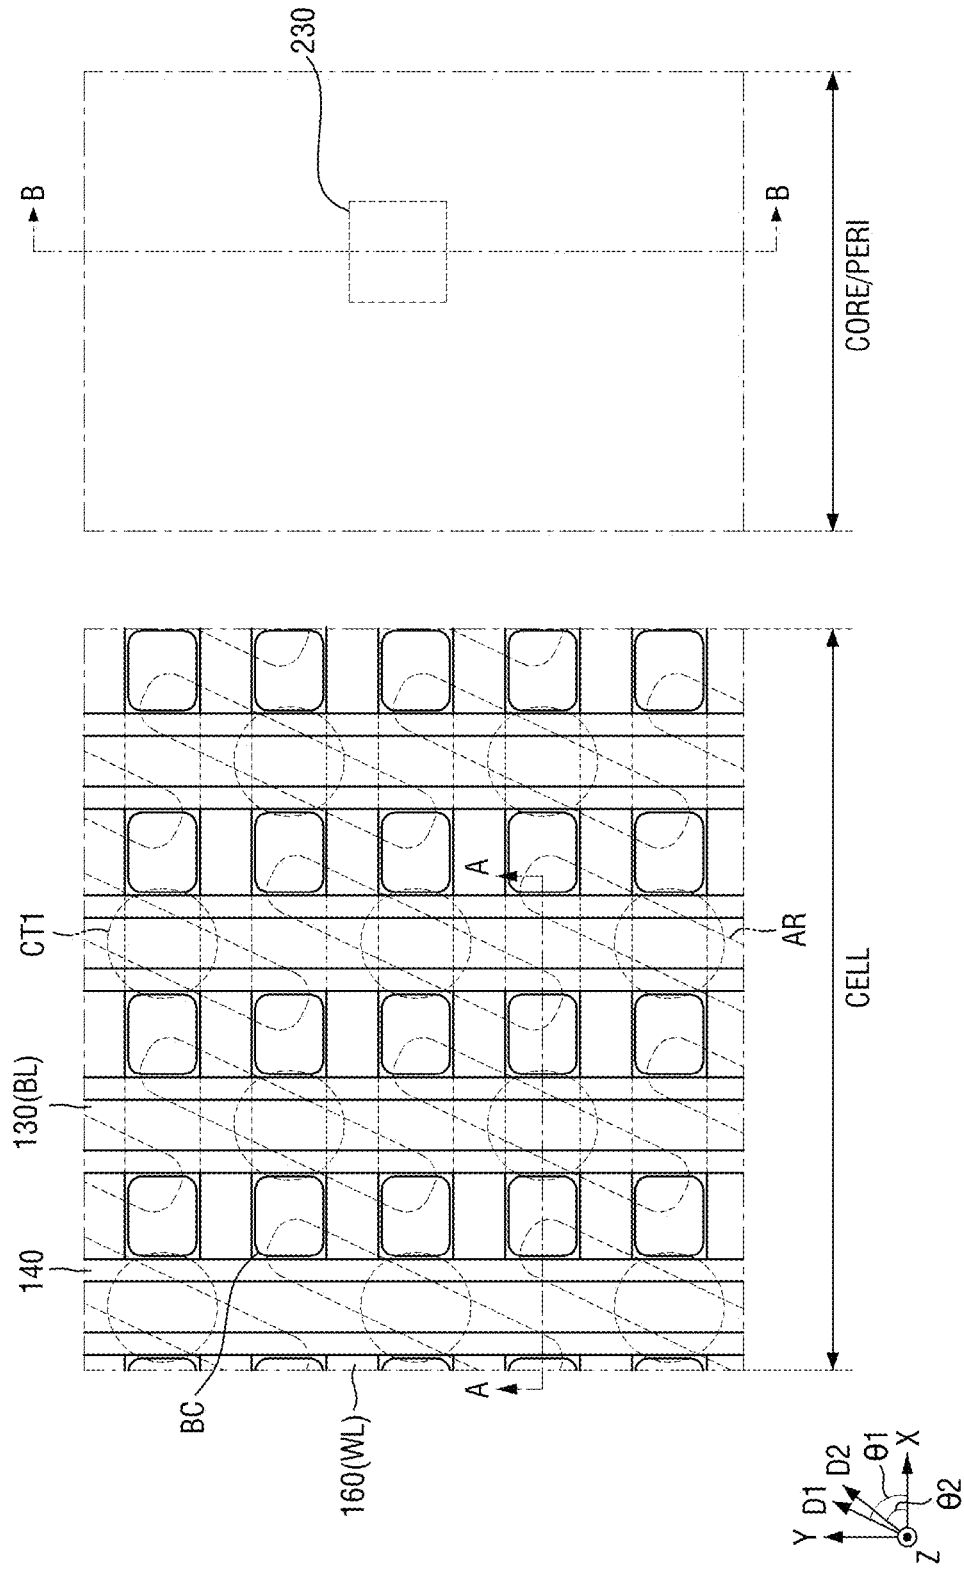 230
B
B
CORE/PERI
CT1
A
AR
CELL
130(BL)
140
BC
A
160(WL)
Y
D1
D2
θ1
X
θ2
Z